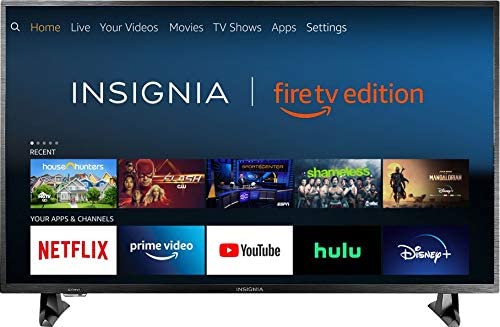 Home Live Your Videos Movies TV Shows Apps Settings
INSIGNIA | fire tv edition
RECENT
house hunters
HGTV
THE FLASH
CW
SPORTSCENTER
ESPN
shameless
THE MANDALORIAN
Disney+
YOUR APPS & CHANNELS
NETFLIX
prime video
YouTube
hulu
Disney+
INSIGNIA